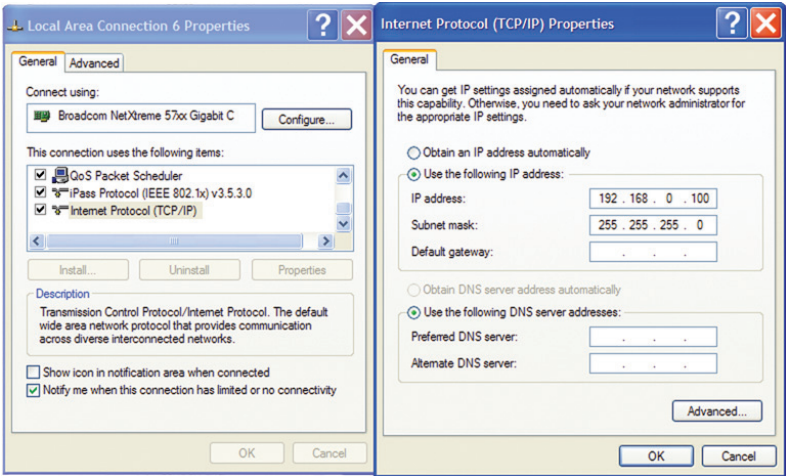 Local Area Connection 6 Properties
General
Advanced
Connect using:
Broadcom NetXtreme 57xx Gigabit C
Configure...
This connection uses the following items:
QoS Packet Scheduler
iPass Protocol (IEEE 802.1x) v3.5.3.0
Internet Protocol (TCP/IP)
Install...
Uninstall
Properties
Description
Transmission Control Protocol/Internet Protocol. The default
wide area network protocol that provides communication
across diverse interconnected networks.
Show icon in notification area when connected
Notify me when this connection has limited or no connectivity
OK
Cancel
Internet Protocol (TCP/IP) Properties
General
You can get IP settings assigned automatically if your network supports
this capability. Otherwise, you need to ask your network administrator for
the appropriate IP settings.
Obtain an IP address automatically
Use the following IP address:
IP address: 192 . 168 . 0 . 100
Subnet mask: 255 . 255 . 255 . 0
Default gateway: . . .
Obtain DNS server address automatically
Use the following DNS server addresses:
Preferred DNS server: . . .
Alternate DNS server: . . .
Advanced...
OK
Cancel